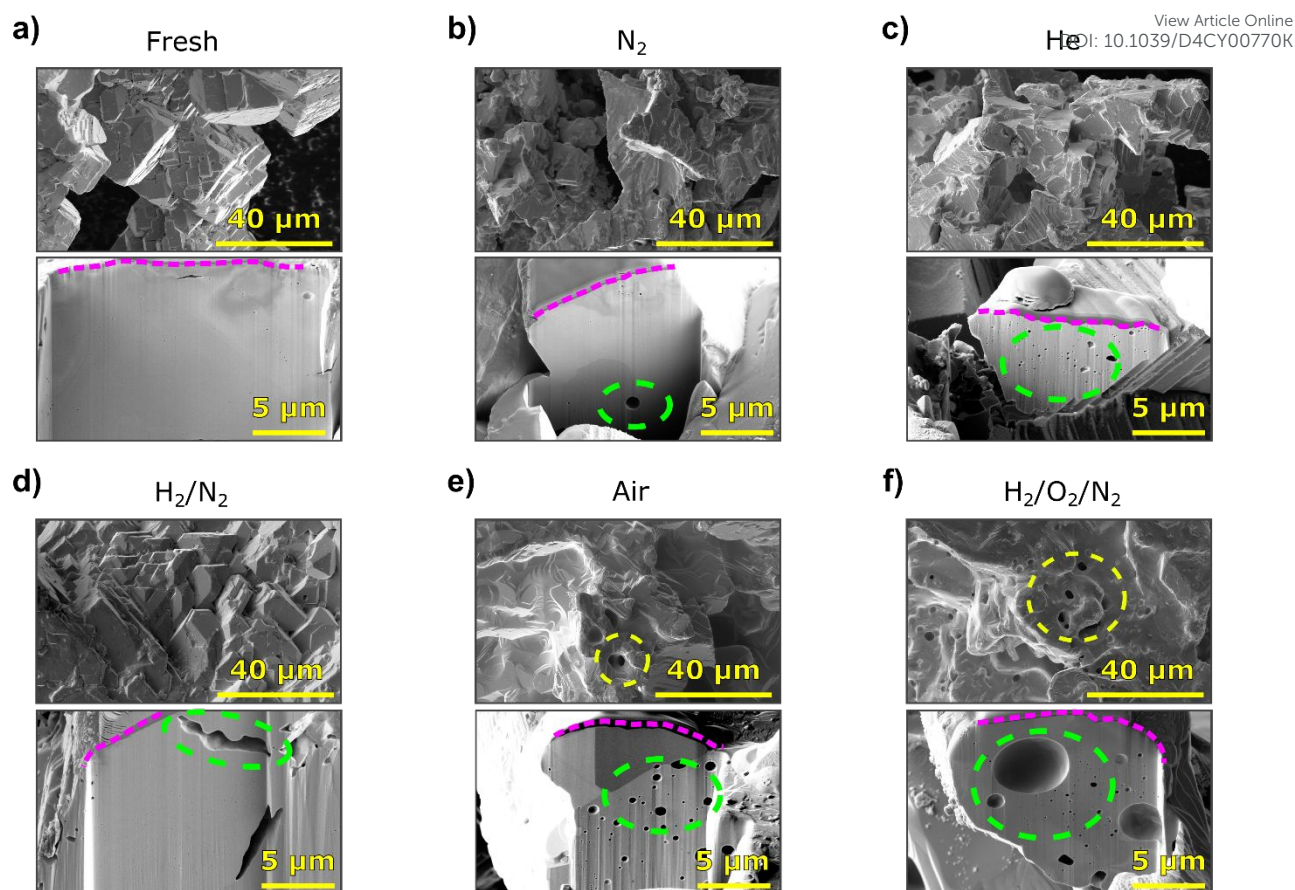 View Article Online
DOI: 10.1039/D4CY00770K
a)
Fresh
40 µm
5 µm
b)
N₂
40 µm
5 µm
c)
He
40 µm
5 µm
d)
H₂/N₂
40 µm
5 µm
e)
Air
40 µm
5 µm
f)
H₂/O₂/N₂
40 µm
5 µm